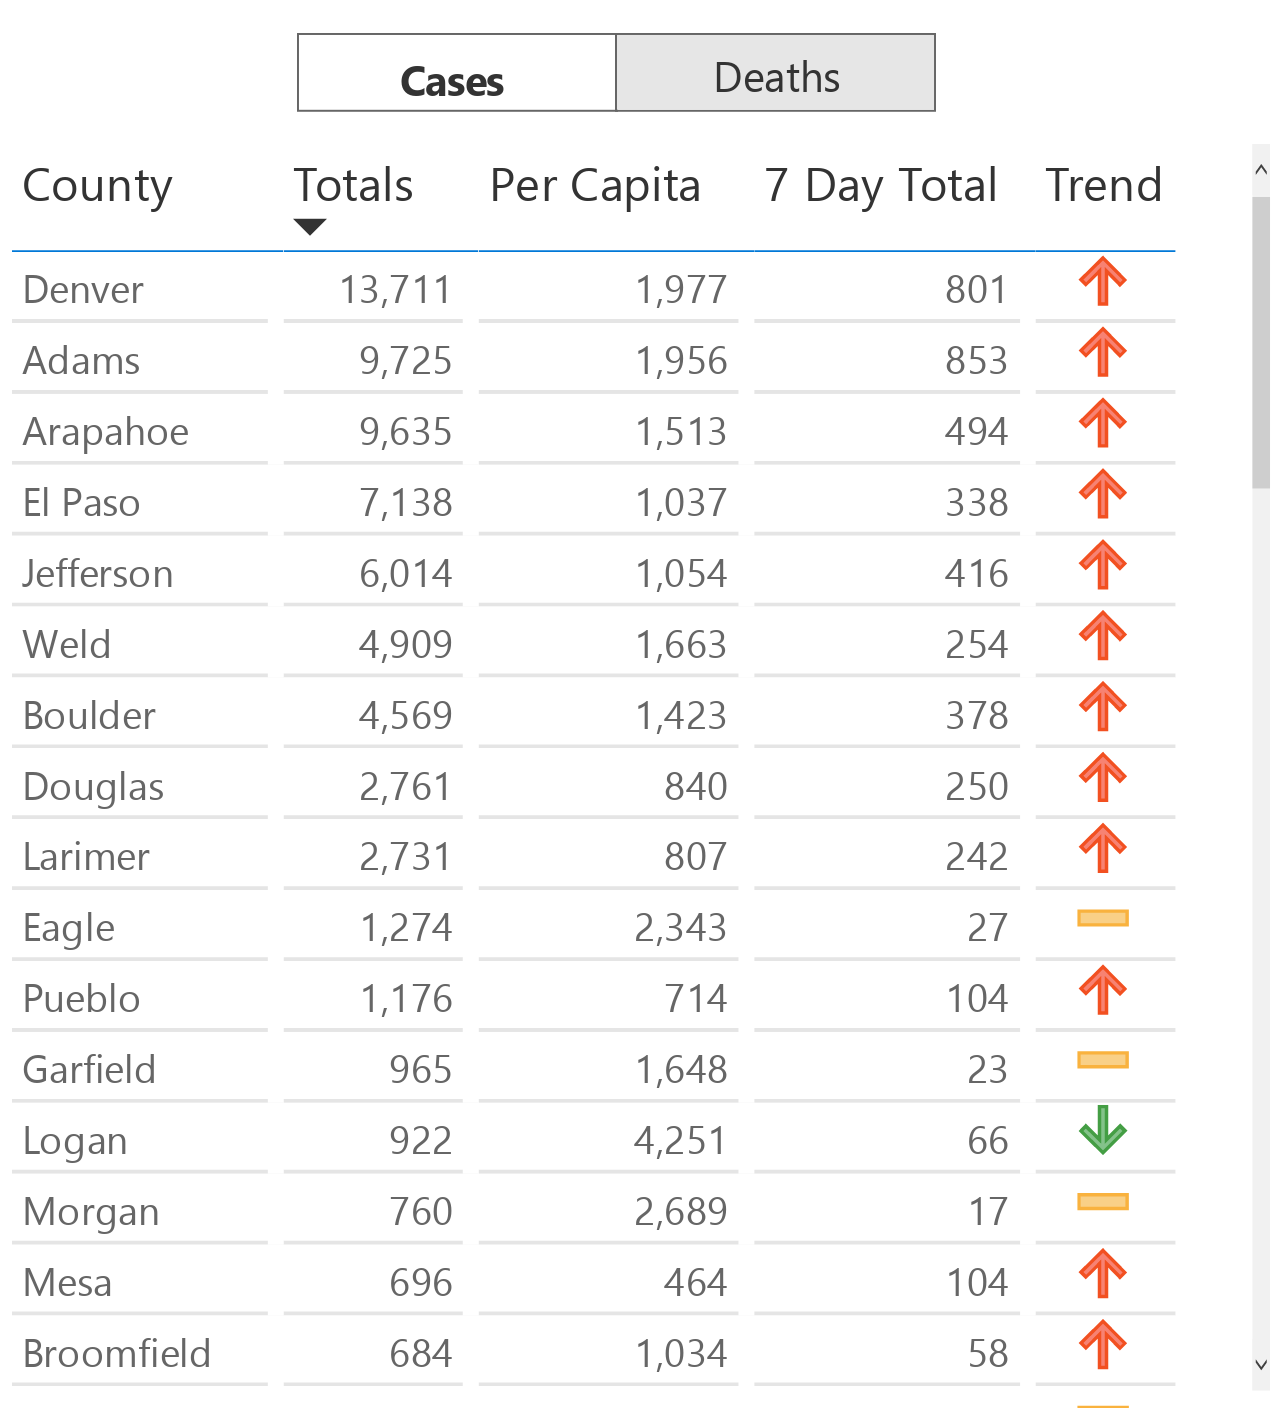 Cases Deaths
County Totals Per Capita 7 Day Total Trend
Denver 13,711 1,977 801
Adams 9,725 1,956 853
Arapahoe 9,635 1,513 494
El Paso 7,138 1,037 338
Jefferson 6,014 1,054 416
Weld 4,909 1,663 254
Boulder 4,569 1,423 378
Douglas 2,761 840 250
Larimer 2,731 807 242
Eagle 1,274 2,343 27
Pueblo 1,176 714 104
Garfield 965 1,648 23
Logan 922 4,251 66
Morgan 760 2,689 17
Mesa 696 464 104
Broomfield 684 1,034 58